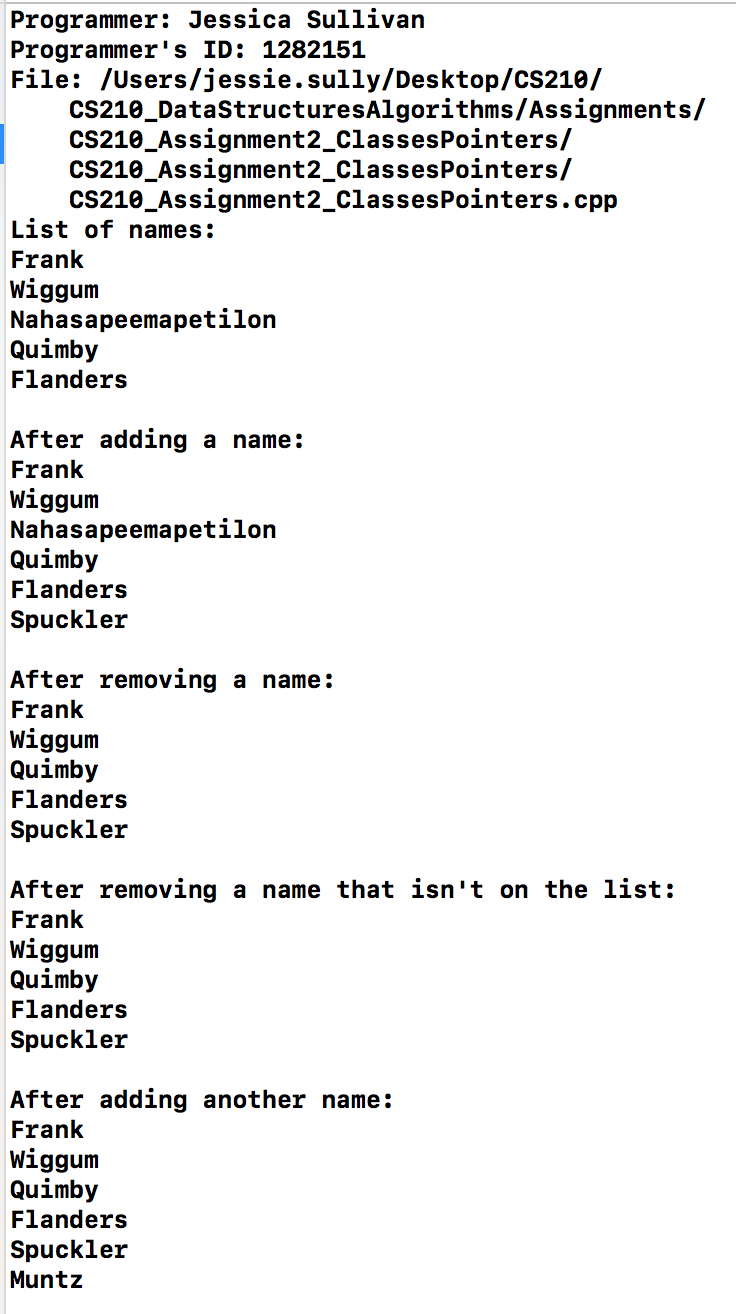 Programmer: Jessica Sullivan
Programmer's ID: 1282151
File: /Users/jessie.sully/Desktop/CS210/
CS210_DataStructuresAlgorithms/Assignments/
CS210_Assignment2_ClassesPointers/
CS210_Assignment2_ClassesPointers/
CS210_Assignment2_ClassesPointers.cpp
List of names:
Frank
Wiggum
Nahasapeemapetilon
Quimby
Flanders

After adding a name:
Frank
Wiggum
Nahasapeemapetilon
Quimby
Flanders
Spuckler

After removing a name:
Frank
Wiggum
Quimby
Flanders
Spuckler

After removing a name that isn't on the list:
Frank
Wiggum
Quimby
Flanders
Spuckler

After adding another name:
Frank
Wiggum
Quimby
Flanders
Spuckler
Muntz